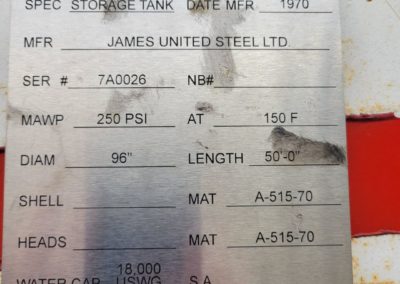 SPEC STORAGE TANK DATE MFR 1970
MFR JAMES UNITED STEEL LTD.
SER # 7A0026 NB#
MAWP 250 PSI AT 150 F
DIAM 96" LENGTH 50'-0"
SHELL MAT A-515-70
HEADS MAT A-515-70
18,000
WATER CAP. USWG S.A.